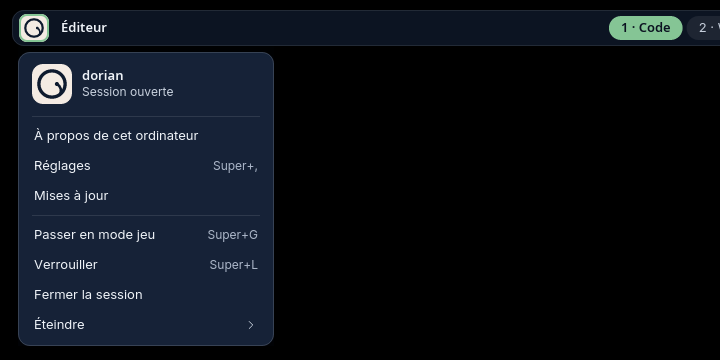 Éditeur
1 · Code
2 ·
dorian
Session ouverte
À propos de cet ordinateur
Réglages Super+,
Mises à jour
Passer en mode jeu Super+G
Verrouiller Super+L
Fermer la session
Éteindre